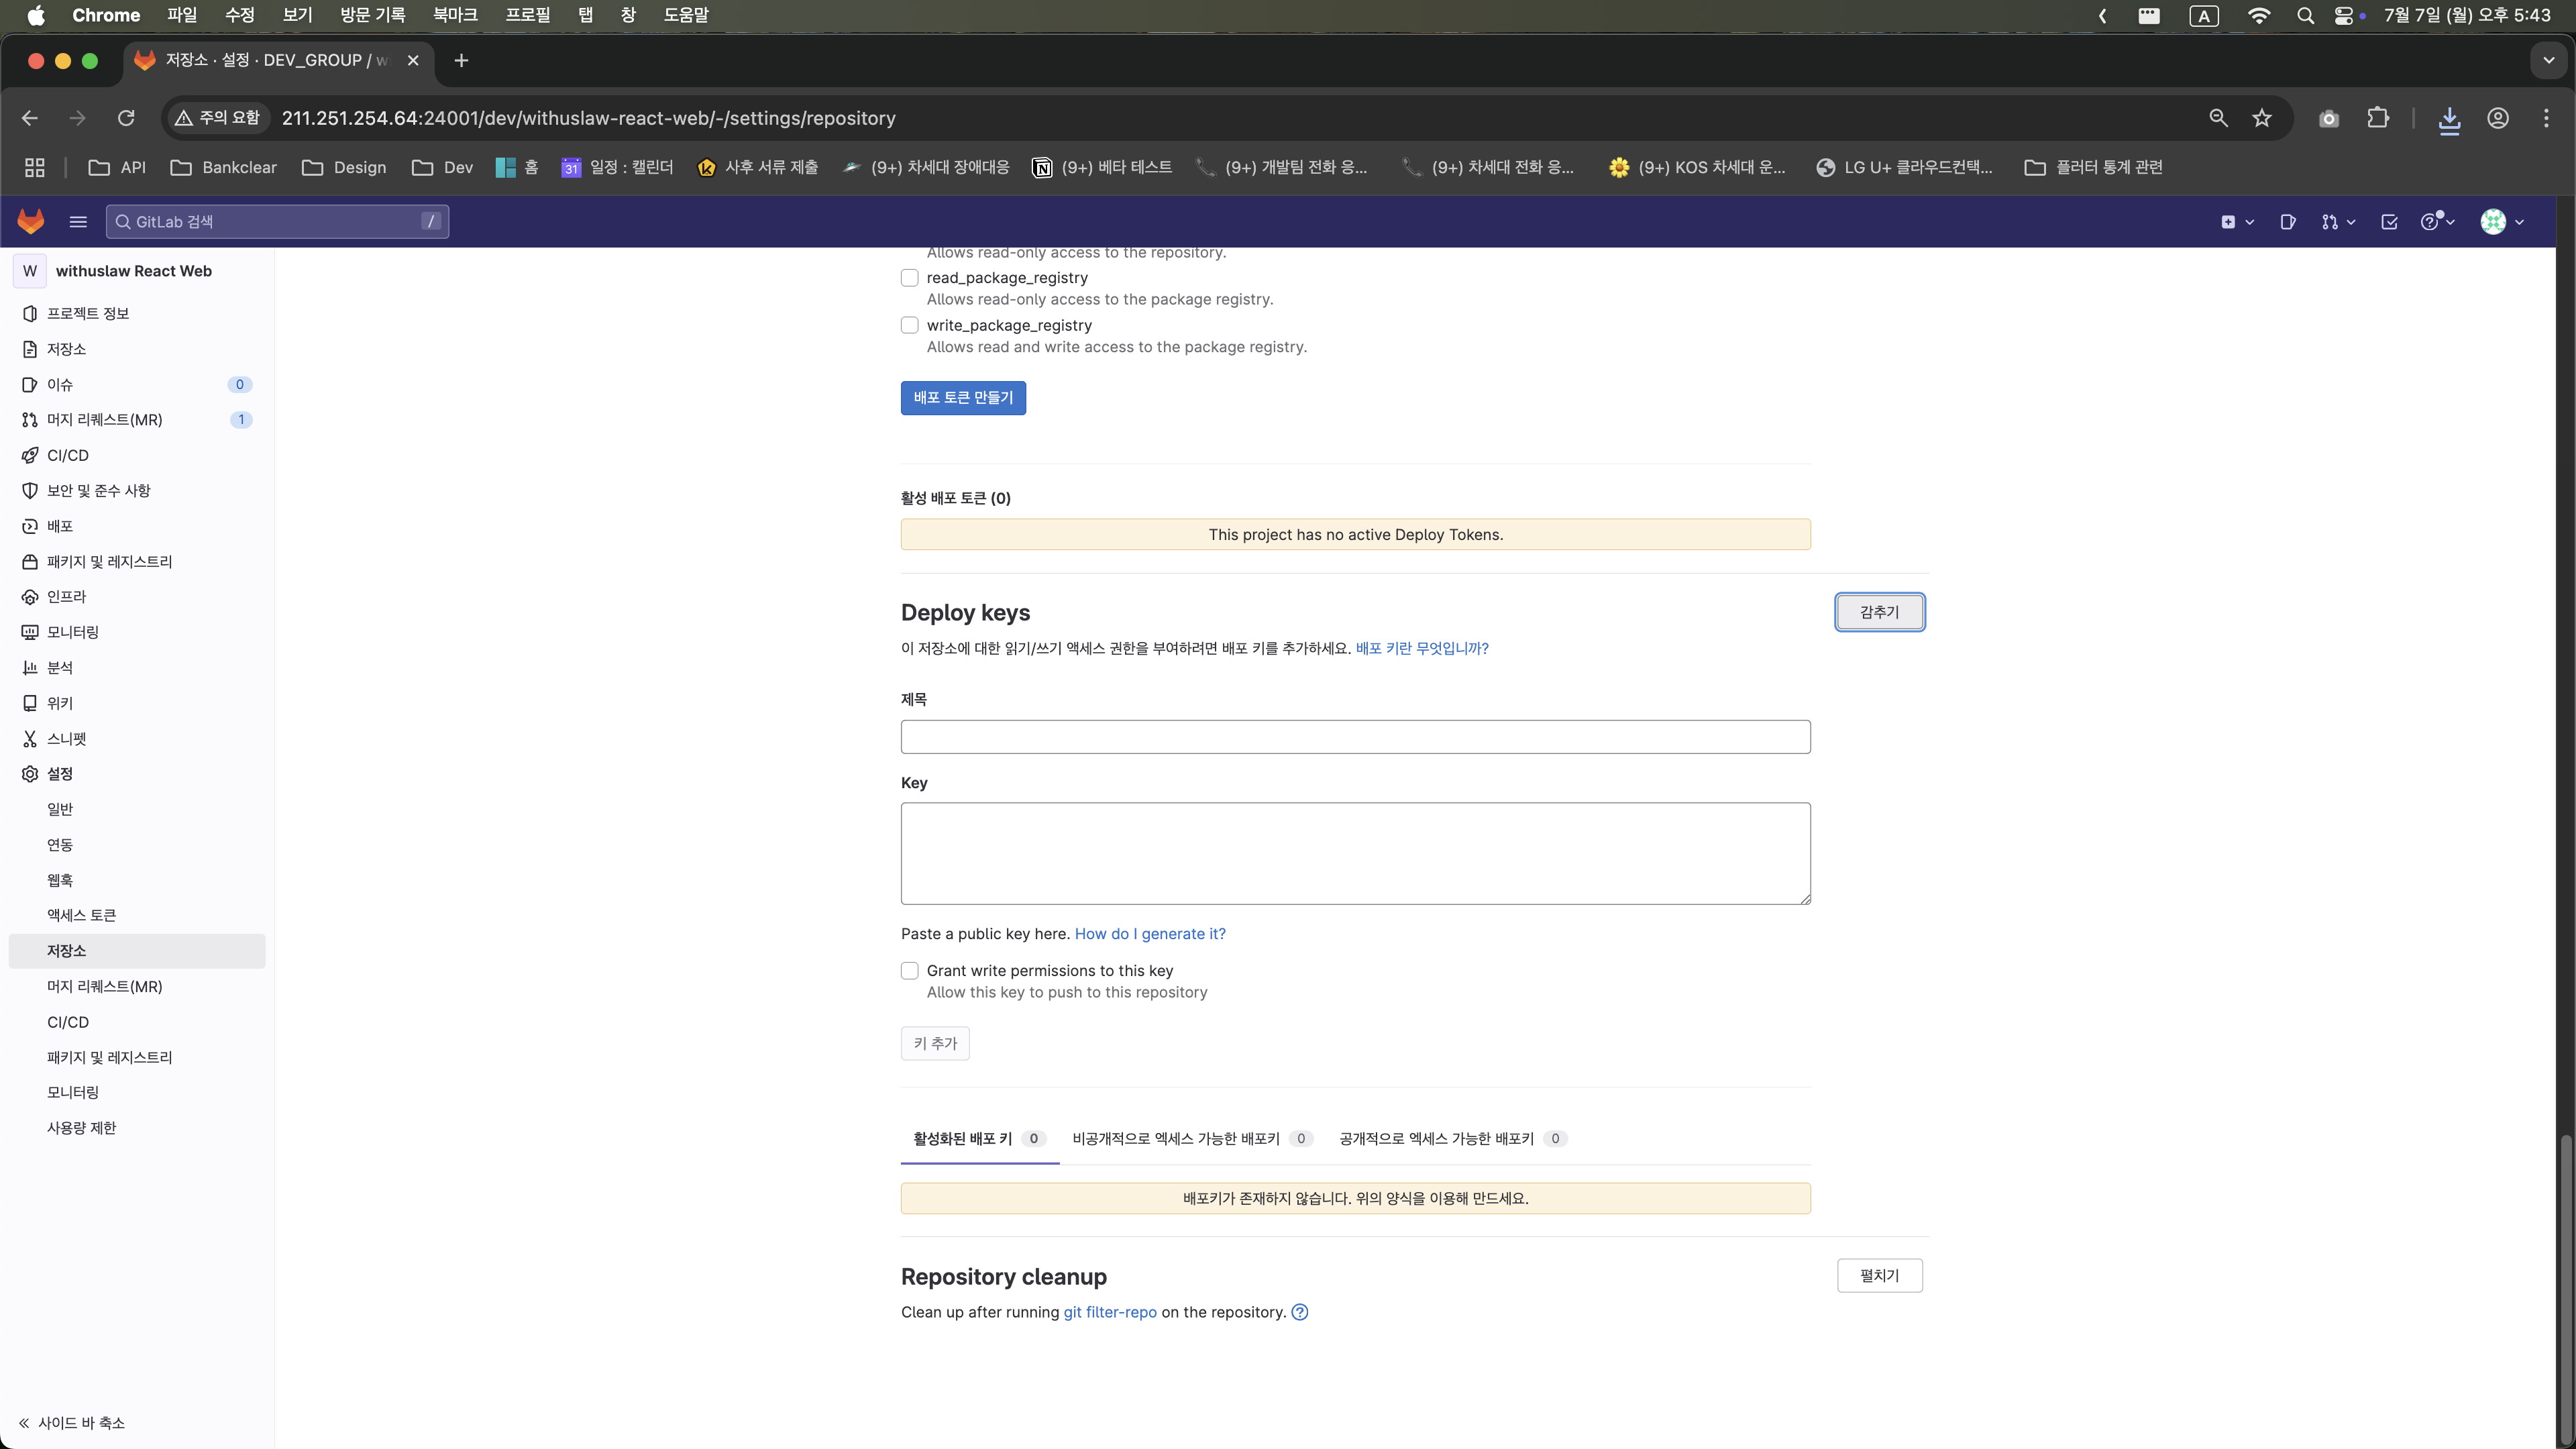 Chrome 파일 수정 보기 방문 기록 북마크 프로필 탭 창 도움말
A 7월 7일 (월) 오후 5:43
저장소 · 설정 · DEV_GROUP / w
주의 요함 211.251.254.64:24001/dev/withuslaw-react-web/-/settings/repository
API Bankclear Design Dev 홈 31 일정 : 캘린더 사후 서류 제출 (9+) 차세대 장애대응 (9+) 베타 테스트 (9+) 개발팀 전화 응... (9+) 차세대 전화 응... (9+) KOS 차세대 운... LG U+ 클라우드컨택... 플러터 통계 관련
GitLab 검색 /
W withuslaw React Web
프로젝트 정보
저장소
이슈 0
머지 리퀘스트(MR) 1
CI/CD
보안 및 준수 사항
배포
패키지 및 레지스트리
인프라
모니터링
분석
위키
스니펫
설정
일반
연동
웹훅
액세스 토큰
저장소
머지 리퀘스트(MR)
CI/CD
패키지 및 레지스트리
모니터링
사용량 제한
사이드 바 축소
Allows read-only access to the repository.
read_package_registry
Allows read-only access to the package registry.
write_package_registry
Allows read and write access to the package registry.
배포 토큰 만들기
활성 배포 토큰 (0)
This project has no active Deploy Tokens.
Deploy keys
감추기
이 저장소에 대한 읽기/쓰기 액세스 권한을 부여하려면 배포 키를 추가하세요. 배포 키란 무엇입니까?
제목
Key
Paste a public key here. How do I generate it?
Grant write permissions to this key
Allow this key to push to this repository
키 추가
활성화된 배포 키 0 비공개적으로 엑세스 가능한 배포키 0 공개적으로 엑세스 가능한 배포키 0
배포키가 존재하지 않습니다. 위의 양식을 이용해 만드세요.
Repository cleanup
펼치기
Clean up after running git filter-repo on the repository.